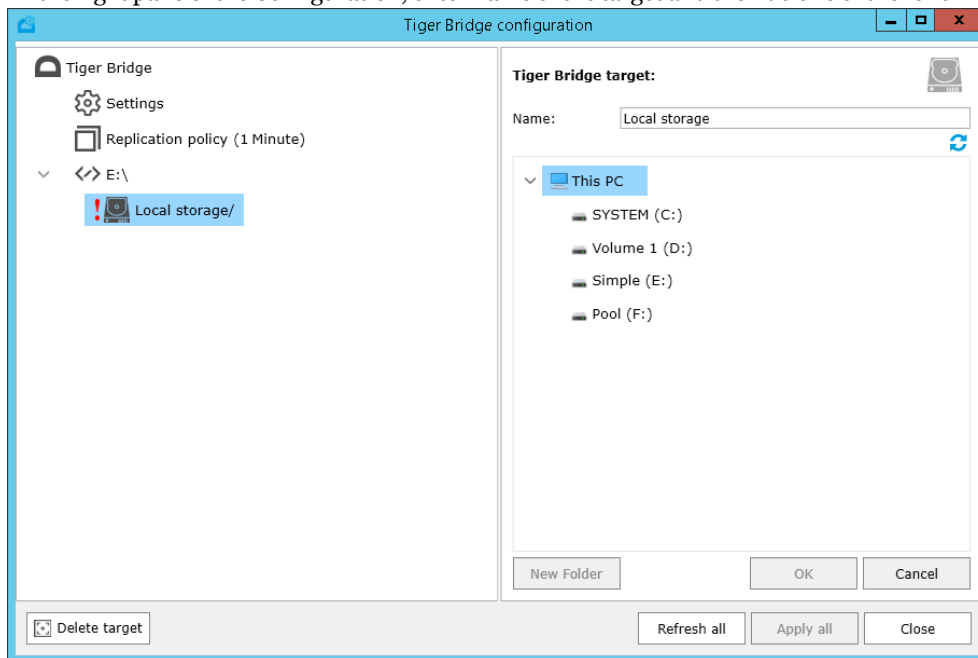 Tiger Bridge configuration
Tiger Bridge
Settings
Replication policy (1 Minute)
E:\
Local storage/
Delete target
Tiger Bridge target:
Name: Local storage
This PC
SYSTEM (C:)
Volume 1 (D:)
Simple (E:)
Pool (F:)
New Folder OK Cancel
Refresh all Apply all Close